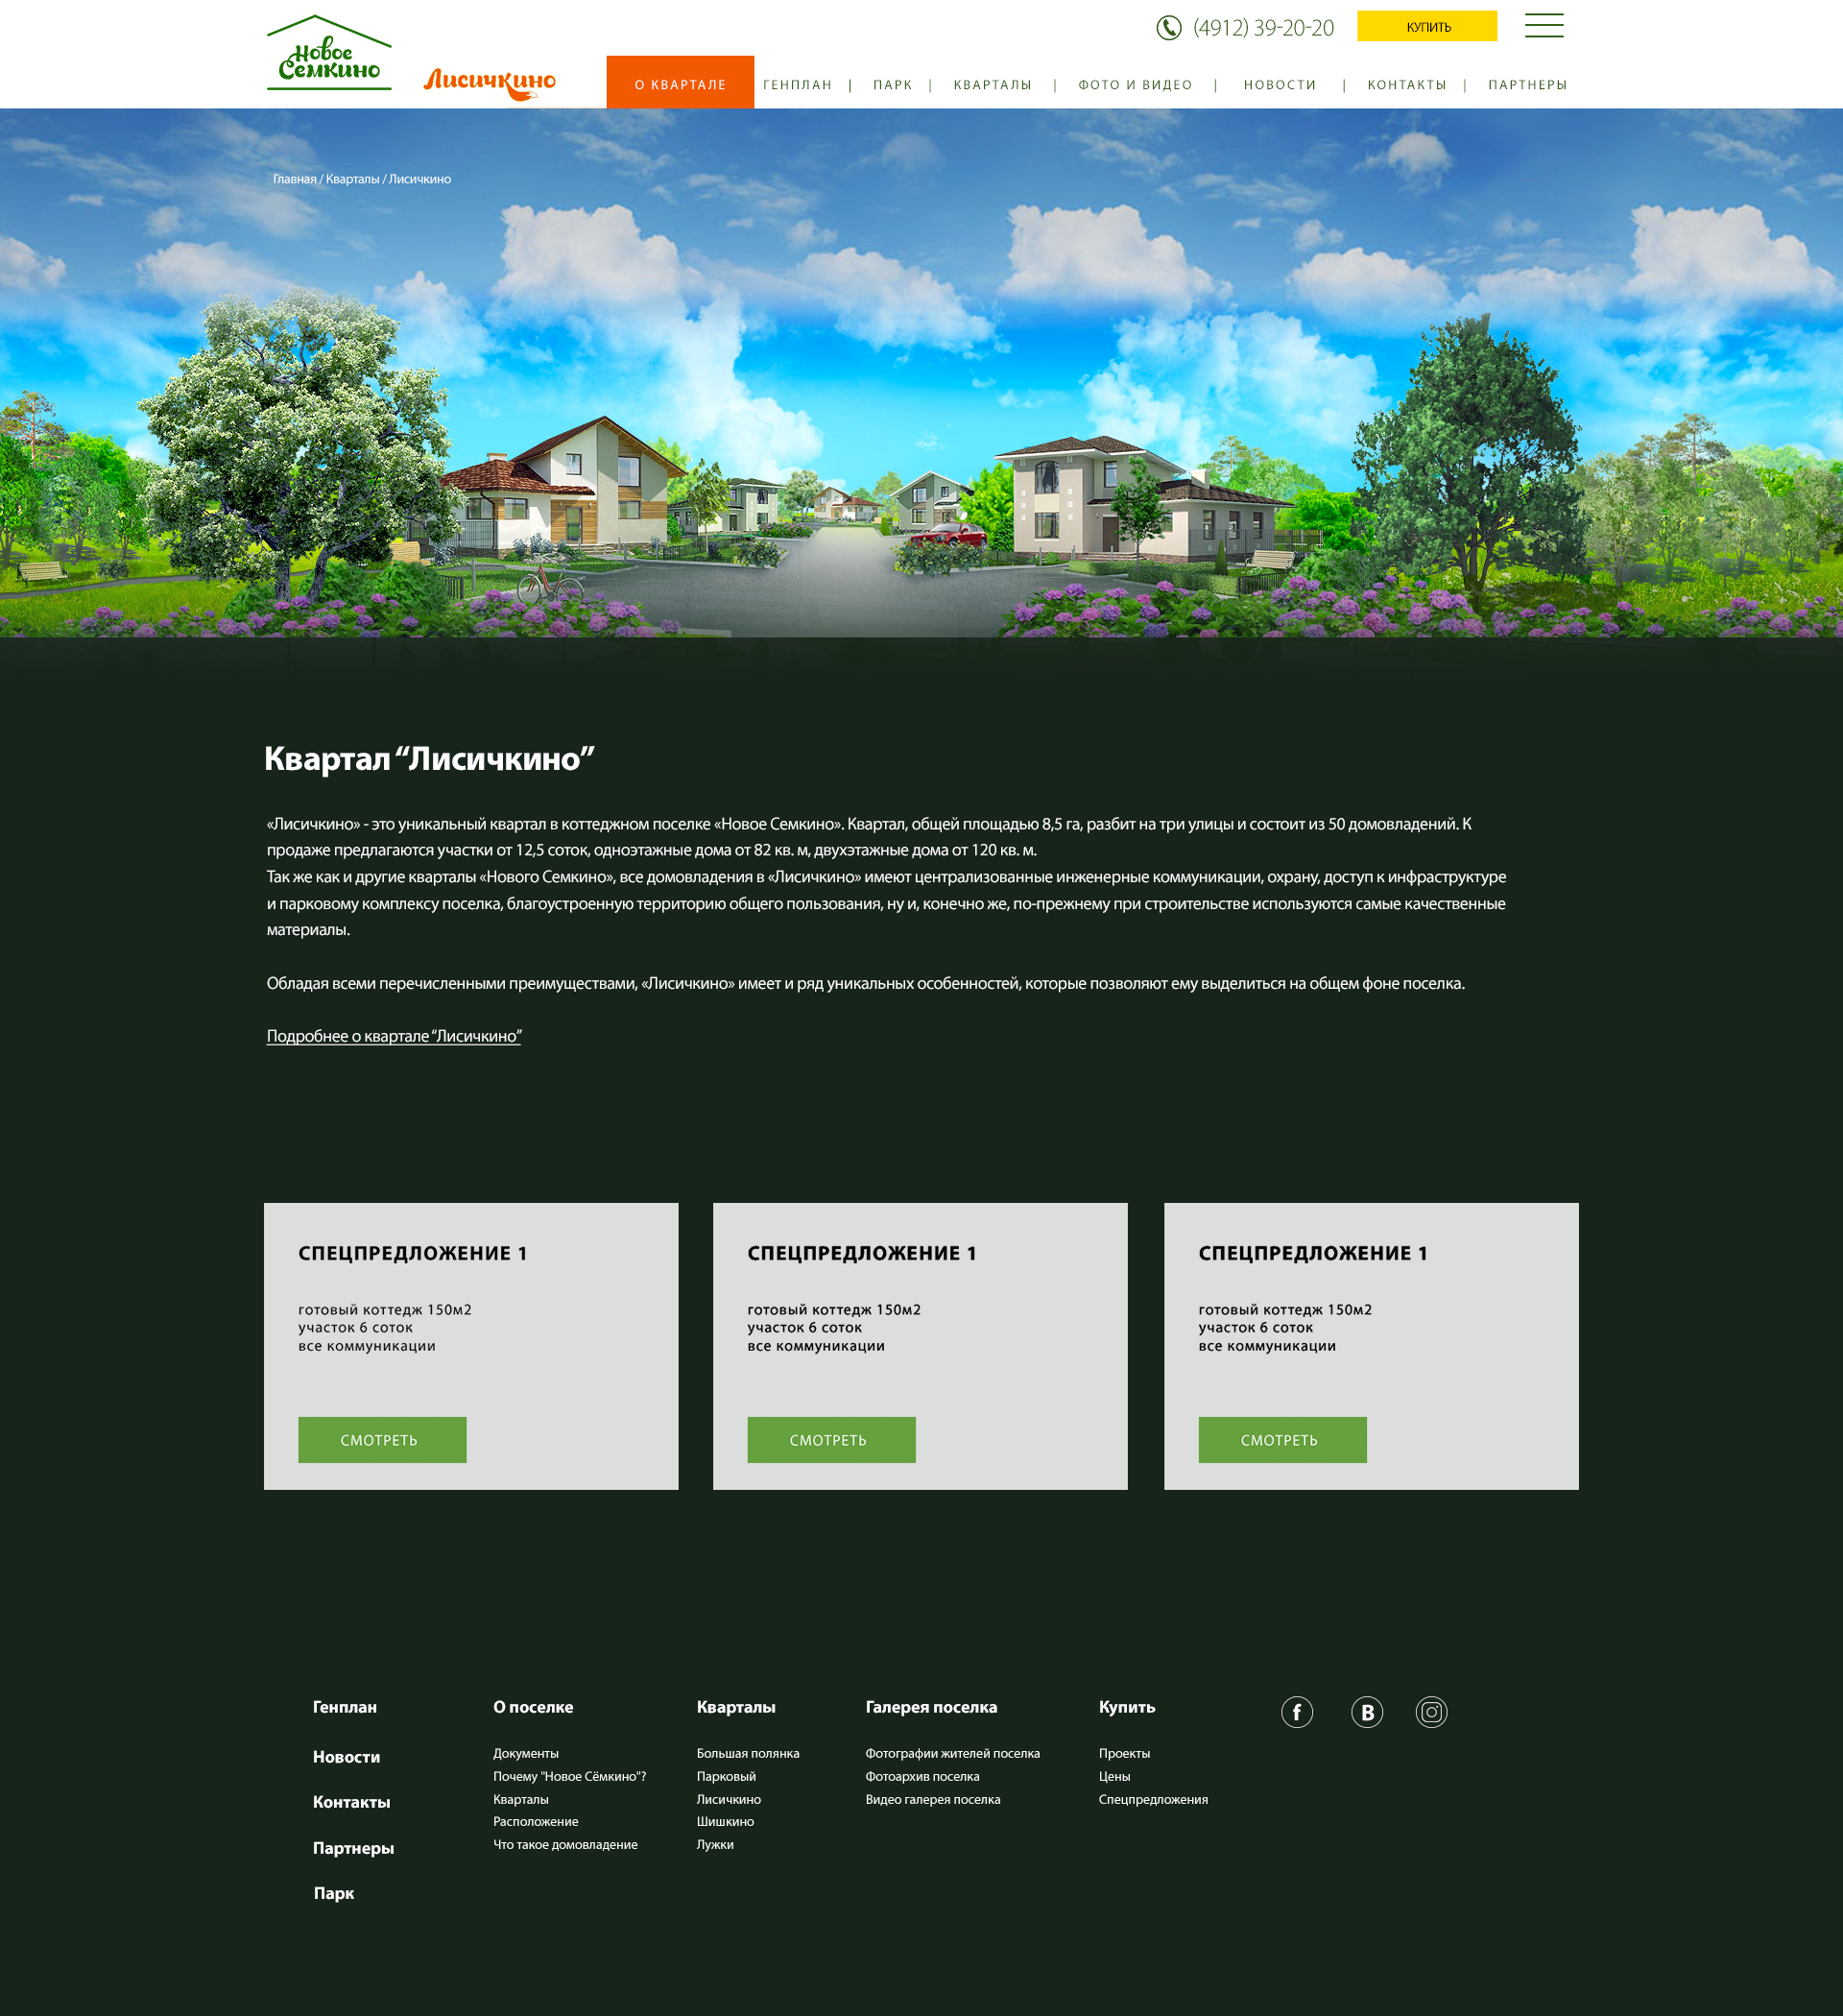 Новое
Семкино
Лисичкино
(4912) 39-20-20
КУПИТЬ
О КВАРТАЛЕ
ГЕНПЛАН | ПАРК | КВАРТАЛЫ | ФОТО И ВИДЕО | НОВОСТИ | КОНТАКТЫ | ПАРТНЕРЫ
Главная / Кварталы / Лисичкино
Квартал “Лисичкино”
«Лисичкино» - это уникальный квартал в коттеджном поселке «Новое Семкино». Квартал, общей площадью 8,5 га, разбит на три улицы и состоит из 50 домовладений. К
продаже предлагаются участки от 12,5 соток, одноэтажные дома от 82 кв. м, двухэтажные дома от 120 кв. м.
Так же как и другие кварталы «Нового Семкино», все домовладения в «Лисичкино» имеют централизованные инженерные коммуникации, охрану, доступ к инфраструктуре
и парковому комплексу поселка, благоустроенную территорию общего пользования, ну и, конечно же, по-прежнему при строительстве используются самые качественные
материалы.
Обладая всеми перечисленными преимуществами, «Лисичкино» имеет и ряд уникальных особенностей, которые позволяют ему выделиться на общем фоне поселка.
Подробнее о квартале “Лисичкино”
СПЕЦПРЕДЛОЖЕНИЕ 1
готовый коттедж 150м2
участок 6 соток
все коммуникации
СМОТРЕТЬ
СПЕЦПРЕДЛОЖЕНИЕ 1
готовый коттедж 150м2
участок 6 соток
все коммуникации
СМОТРЕТЬ
СПЕЦПРЕДЛОЖЕНИЕ 1
готовый коттедж 150м2
участок 6 соток
все коммуникации
СМОТРЕТЬ
Генплан
Новости
Контакты
Партнеры
Парк
О поселке
Документы
Почему "Новое Сёмкино"?
Кварталы
Расположение
Что такое домовладение
Кварталы
Большая полянка
Парковый
Лисичкино
Шишкино
Лужки
Галерея поселка
Фотографии жителей поселка
Фотоархив поселка
Видео галерея поселка
Купить
Проекты
Цены
Спецпредложения
f
B